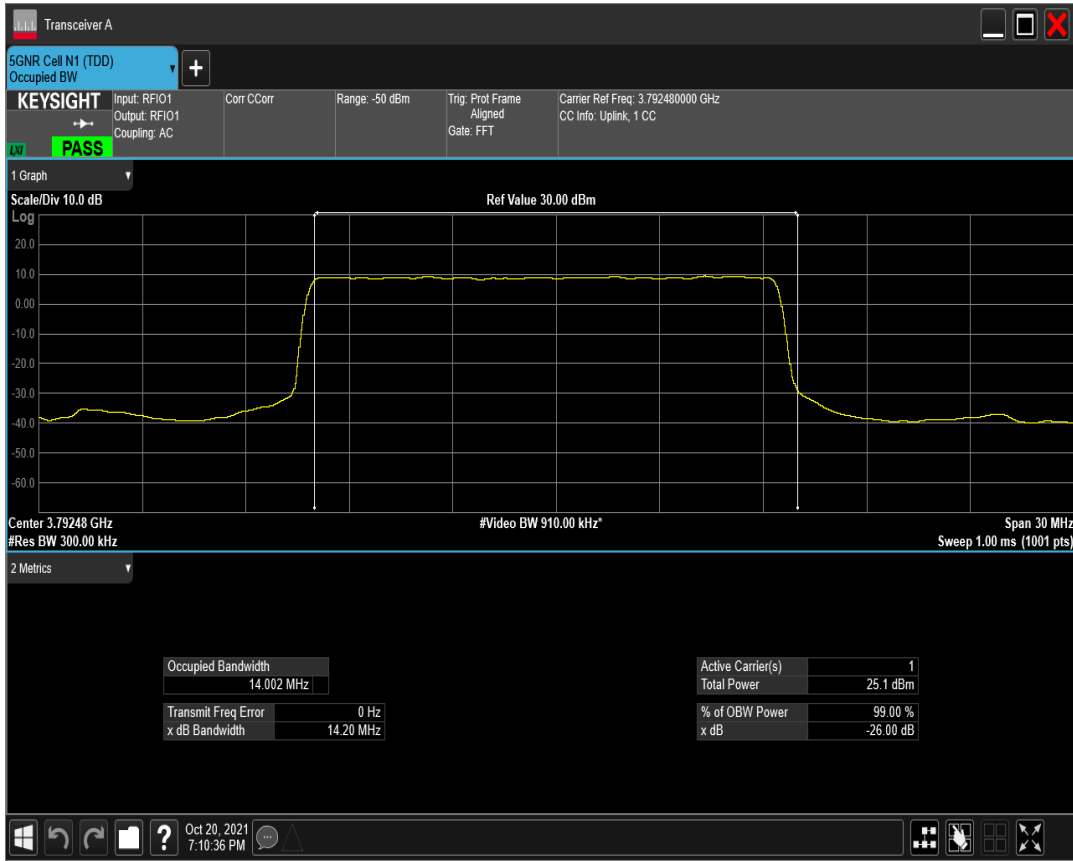 Transceiver A
5GNR Cell N1 (TDD)
Occupied BW
+
KEYSIGHT
LXI
PASS
Input: RFIO1
Output: RFIO1
Coupling: AC
Corr CCorr
Range: -50 dBm
Trig: Prot Frame
Aligned
Gate: FFT
Carrier Ref Freq: 3.792480000 GHz
CC Info: Uplink, 1 CC
1 Graph
Scale/Div 10.0 dB
Ref Value 30.00 dBm
Log
20.0
10.0
0.00
-10.0
-20.0
-30.0
-40.0
-50.0
-60.0
Center 3.79248 GHz
#Video BW 910.00 kHz*
Span 30 MHz
#Res BW 300.00 kHz
Sweep 1.00 ms (1001 pts)
2 Metrics
Occupied Bandwidth
14.002 MHz
Transmit Freq Error 0 Hz
x dB Bandwidth 14.20 MHz
Active Carrier(s) 1
Total Power 25.1 dBm
% of OBW Power 99.00 %
x dB -26.00 dB
?
Oct 20, 2021
7:10:36 PM